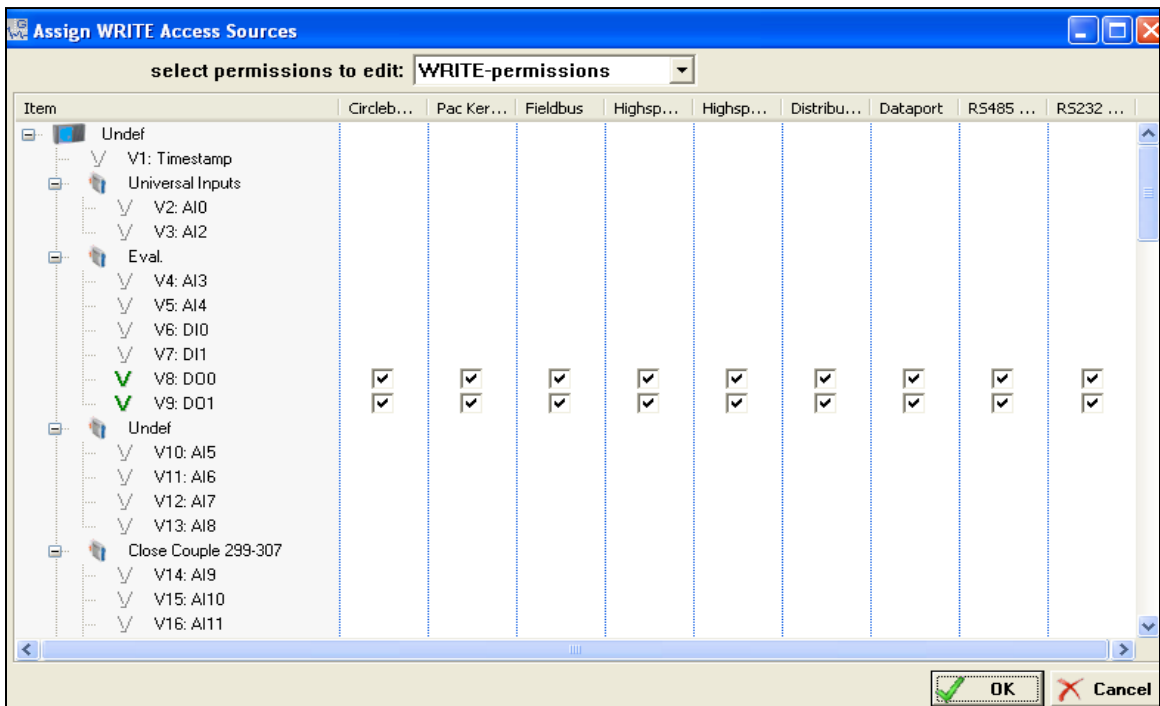 Assign WRITE Access Sources
select permissions to edit: WRITE-permissions
Item Circleb... Pac Ker... Fieldbus Highsp... Highsp... Distribu... Dataport RS485 ... RS232 ...
Undef
V1: Timestamp
Universal Inputs
V2: AI0
V3: AI2
Eval.
V4: AI3
V5: AI4
V6: DI0
V7: DI1
V8: DO0
V9: DO1
Undef
V10: AI5
V11: AI6
V12: AI7
V13: AI8
Close Couple 299-307
V14: AI9
V15: AI10
V16: AI11
OK Cancel